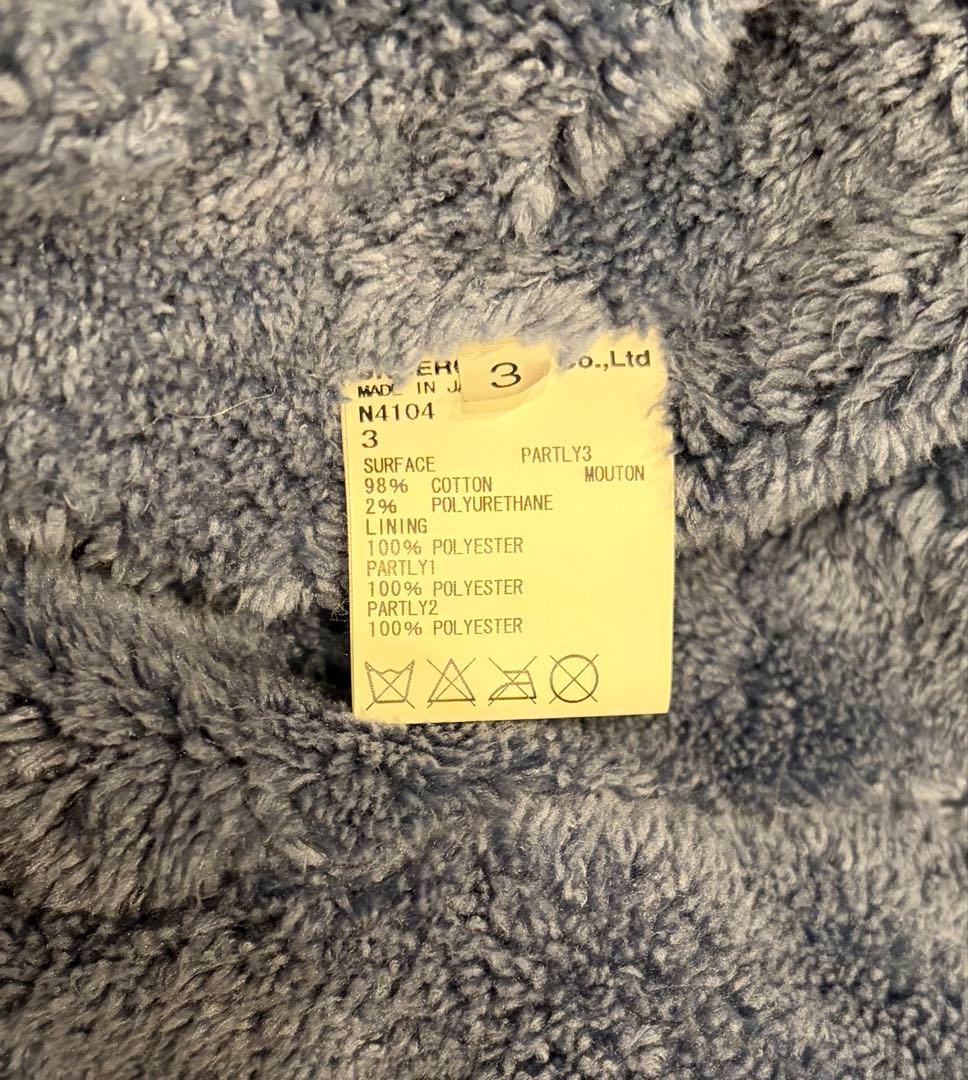 Co.,Ltd
3
MADE IN
N4104
3
SURFACE
98% COTTON
2% POLYURETHANE
LINING
100% POLYESTER
PARTLY1
100% POLYESTER
PARTLY2
100% POLYESTER
PARTLY3
MOUTON